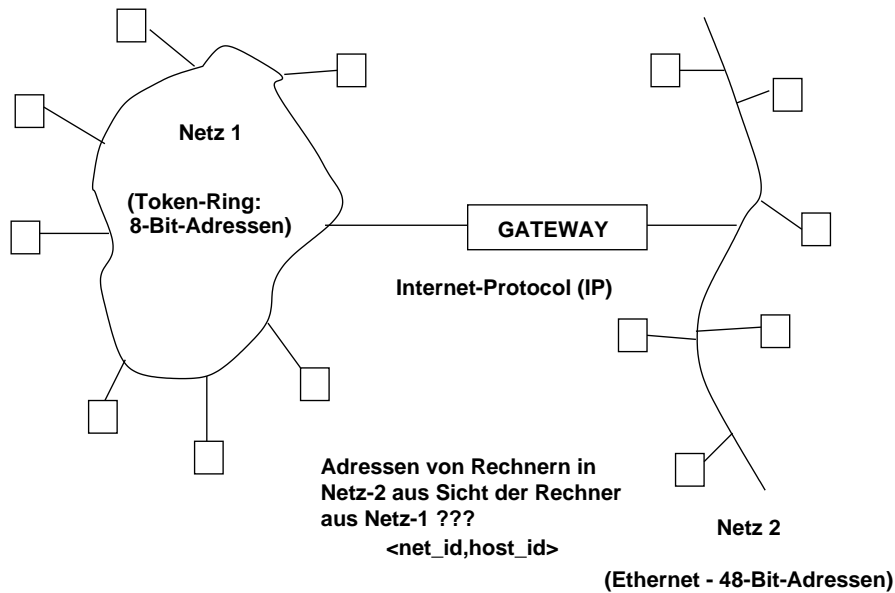 Netz 1
(Token-Ring:
8-Bit-Adressen)
GATEWAY
Internet-Protocol (IP)
Adressen von Rechnern in
Netz-2 aus Sicht der Rechner
aus Netz-1 ???
<net_id,host_id>
Netz 2
(Ethernet - 48-Bit-Adressen)